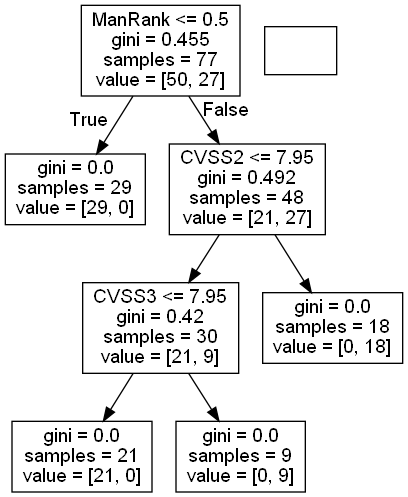 ManRank <= 0.5
gini = 0.455
samples = 77
value = [50, 27]
True
False
gini = 0.0
samples = 29
value = [29, 0]
CVSS2 <= 7.95
gini = 0.492
samples = 48
value = [21, 27]
CVSS3 <= 7.95
gini = 0.42
samples = 30
value = [21, 9]
gini = 0.0
samples = 18
value = [0, 18]
gini = 0.0
samples = 21
value = [21, 0]
gini = 0.0
samples = 9
value = [0, 9]